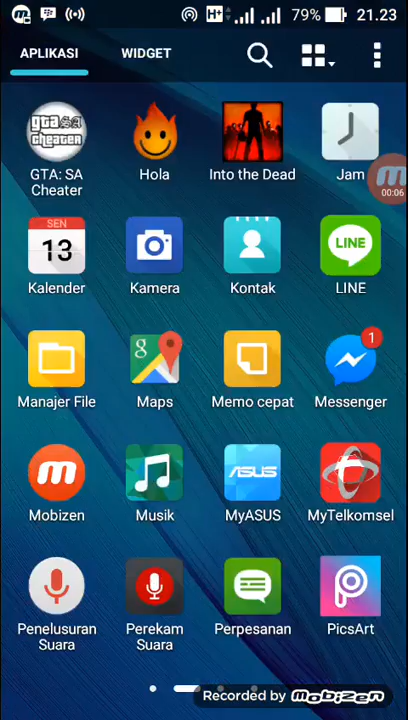 H+ 79% 21.23
APLIKASI WIDGET
GTA: SA Cheater
Hola
Into the Dead
Jam
00:06
SEN
13
Kalender
Kamera
Kontak
LINE
LINE
Manajer File
g
Maps
Memo cepat
1
Messenger
Mobizen
Musik
ASUS
MyASUS
MyTelkomsel
Penelusuran Suara
Perekam Suara
Perpesanan
PicsArt
Recorded by mobizen